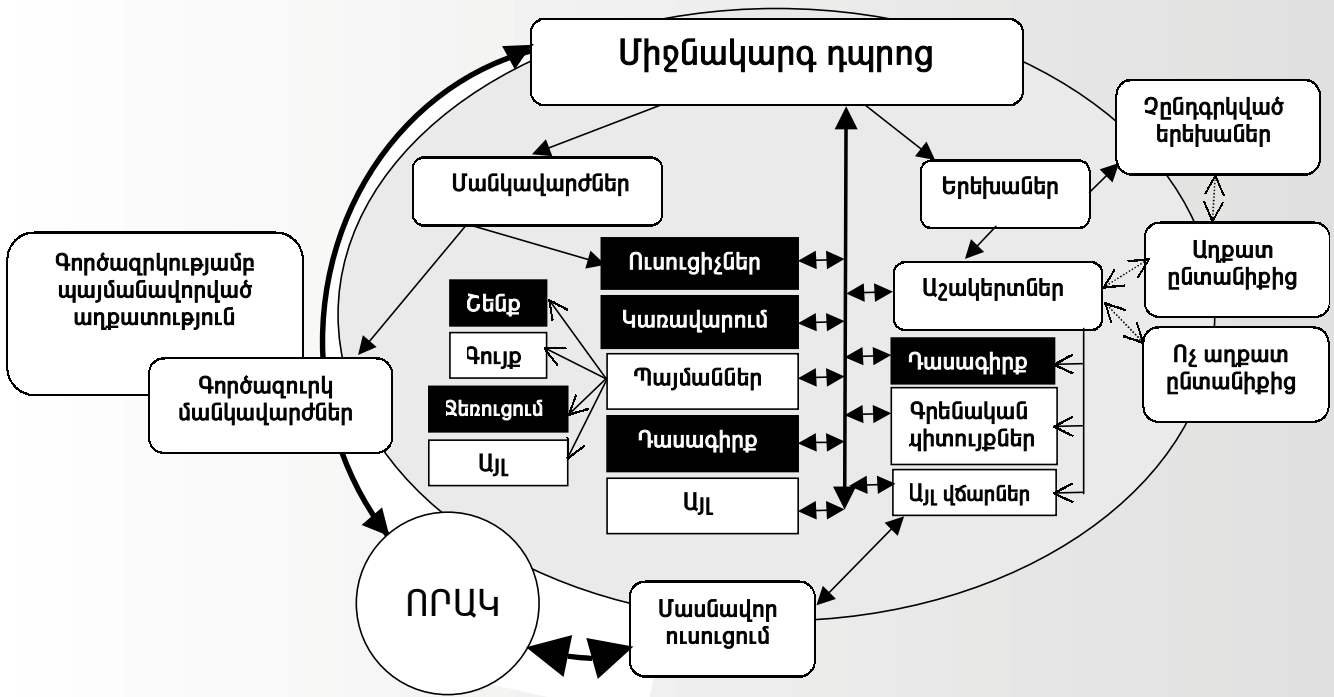 Միջնակարգ դպրոց
Չընդգրկված
երեխաներ
Մանկավարժներ
Երեխաներ
Գործազրկությամբ
պայմանավորված
աղքատություն
Ուսուցիչներ
Աշակերտներ
Աղքատ
ընտանիքից
Շենք
Կառավարում
Գույք
Պայմաններ
Դասագիրք
Ոչ աղքատ
ընտանիքից
Գործազուրկ
մանկավարժներ
Ջեռուցում
Դասագիրք
Գրենական
պիտույքներ
Այլ
Այլ
Այլ վճարներ
ՈՐԱԿ
Մասնավոր
ուսուցում